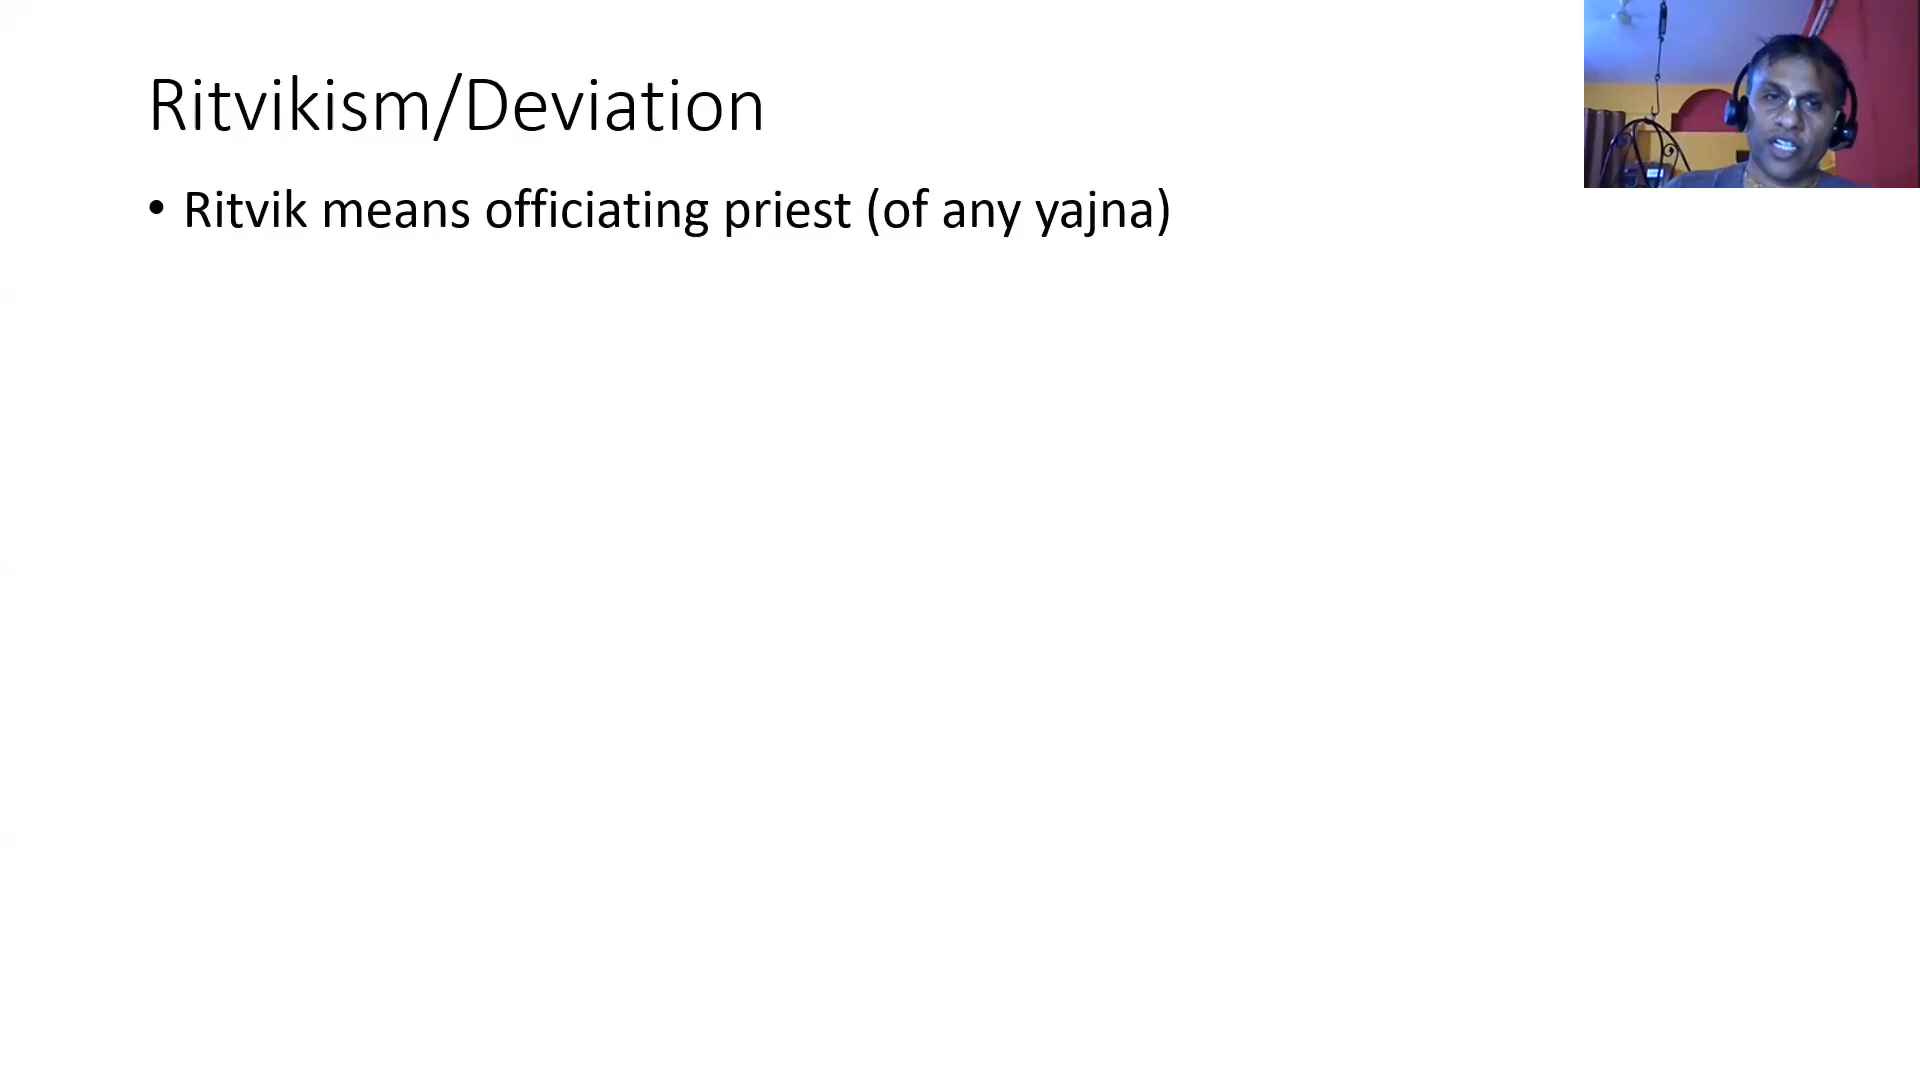 Ritvikism/Deviation
• Ritvik means officiating priest (of any yajna)